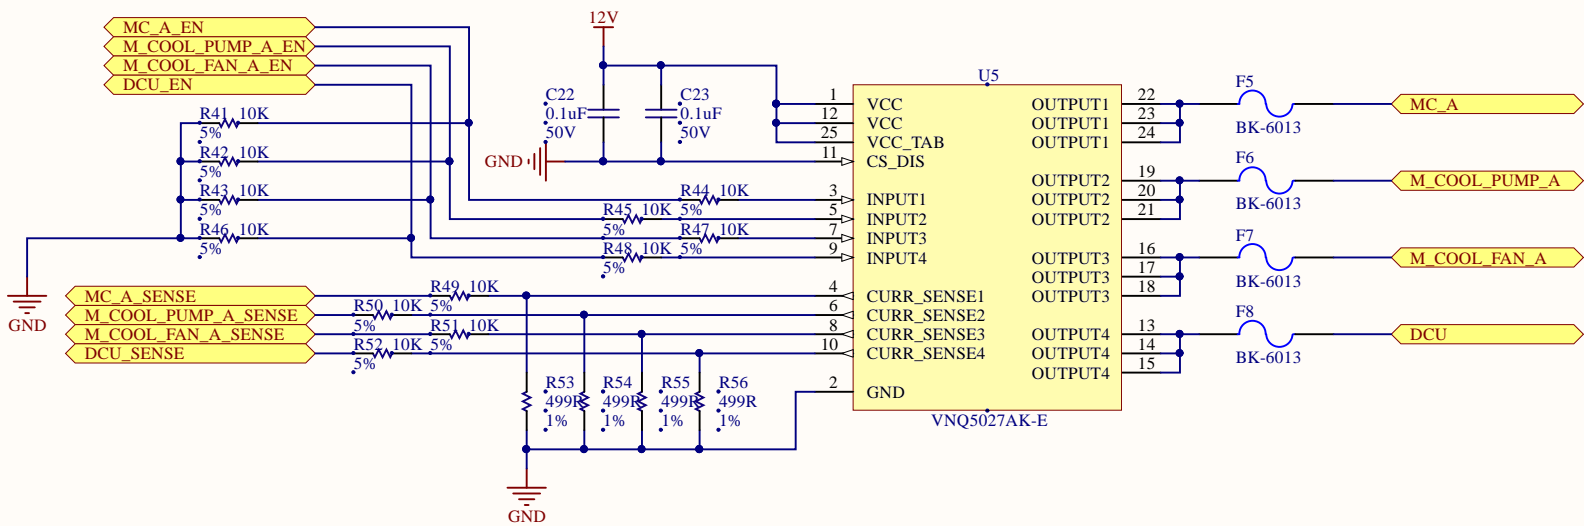 MC_A_EN
M_COOL_PUMP_A_EN
M_COOL_FAN_A_EN
DCU_EN
R41 10K
5%
R42 10K
5%
R43 10K
5%
R46 10K
5%
GND
12V
C22
0.1uF
50V
C23
0.1uF
50V
GND
R44 10K
5%
R45 10K
5%
R47 10K
5%
R48 10K
5%
MC_A_SENSE
M_COOL_PUMP_A_SENSE
M_COOL_FAN_A_SENSE
DCU_SENSE
R49 10K
5%
R50 10K
5%
R51 10K
5%
R52 10K
5%
R53
499R
1%
R54
499R
1%
R55
499R
1%
R56
499R
1%
GND
U5
1 VCC
12 VCC
25 VCC_TAB
11 CS_DIS
3 INPUT1
5 INPUT2
7 INPUT3
9 INPUT4
4 CURR_SENSE1
6 CURR_SENSE2
8 CURR_SENSE3
10 CURR_SENSE4
2 GND
OUTPUT1 22
OUTPUT1 23
OUTPUT1 24
OUTPUT2 19
OUTPUT2 20
OUTPUT2 21
OUTPUT3 16
OUTPUT3 17
OUTPUT3 18
OUTPUT4 13
OUTPUT4 14
OUTPUT4 15
VNQ5027AK-E
F5
BK-6013
MC_A
F6
BK-6013
M_COOL_PUMP_A
F7
BK-6013
M_COOL_FAN_A
F8
BK-6013
DCU